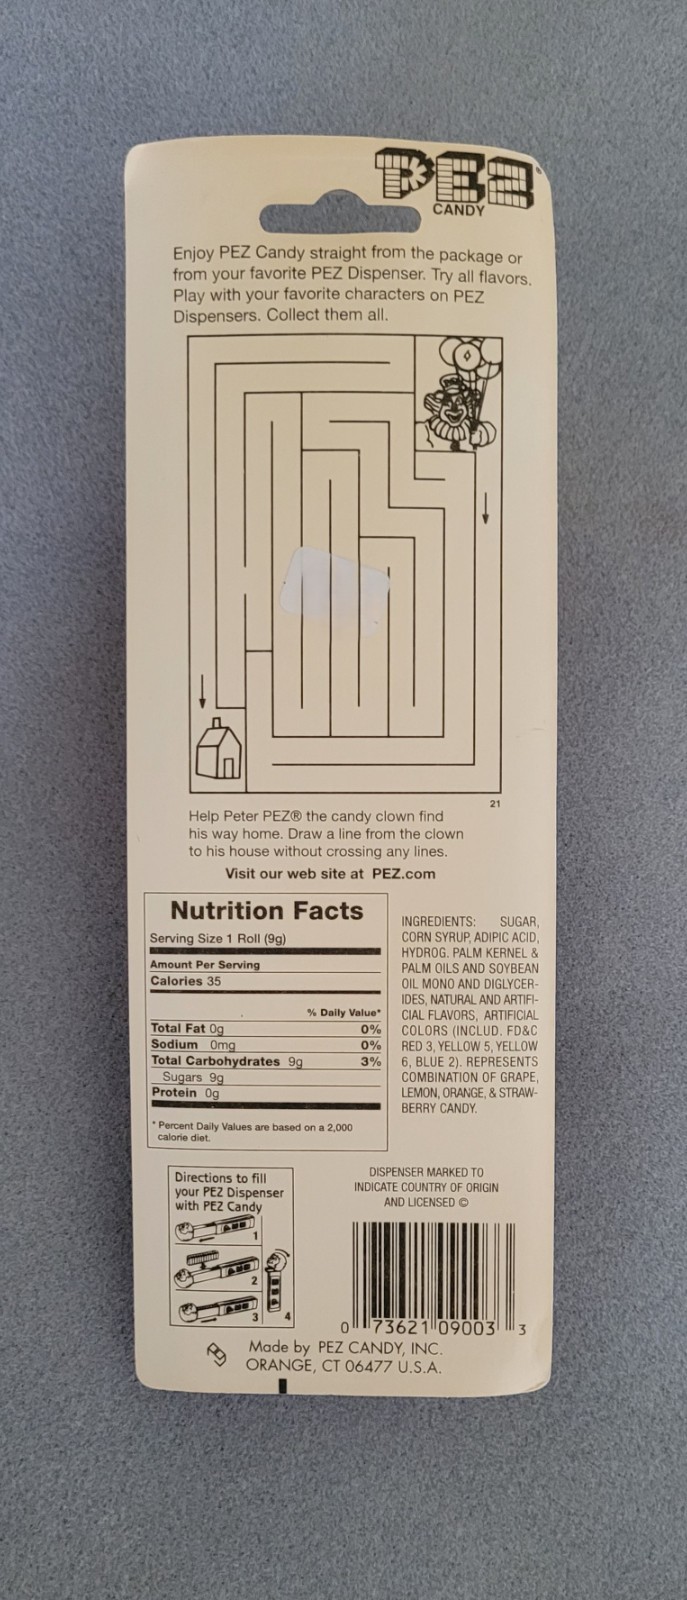 PEZ®
CANDY
Enjoy PEZ Candy straight from the package or
from your favorite PEZ Dispenser. Try all flavors.
Play with your favorite characters on PEZ
Dispensers. Collect them all.
21
Help Peter PEZ® the candy clown find
his way home. Draw a line from the clown
to his house without crossing any lines.
Visit our web site at PEZ.com
Nutrition Facts
Serving Size 1 Roll (9g)
Amount Per Serving
Calories 35
% Daily Value*
Total Fat 0g 0%
Sodium 0mg 0%
Total Carbohydrates 9g 3%
Sugars 9g
Protein 0g
* Percent Daily Values are based on a 2,000
calorie diet.
INGREDIENTS: SUGAR,
CORN SYRUP, ADIPIC ACID,
HYDROG. PALM KERNEL &
PALM OILS AND SOYBEAN
OIL MONO AND DIGLYCER-
IDES, NATURAL AND ARTIFI-
CIAL FLAVORS, ARTIFICIAL
COLORS (INCLUD. FD&C
RED 3, YELLOW 5, YELLOW
6, BLUE 2). REPRESENTS
COMBINATION OF GRAPE,
LEMON, ORANGE, & STRAW-
BERRY CANDY.
Directions to fill
your PEZ Dispenser
with PEZ Candy
1
2
3 4
DISPENSER MARKED TO
INDICATE COUNTRY OF ORIGIN
AND LICENSED ©
0 73621 09003 3
Made by PEZ CANDY, INC.
ORANGE, CT 06477 U.S.A.